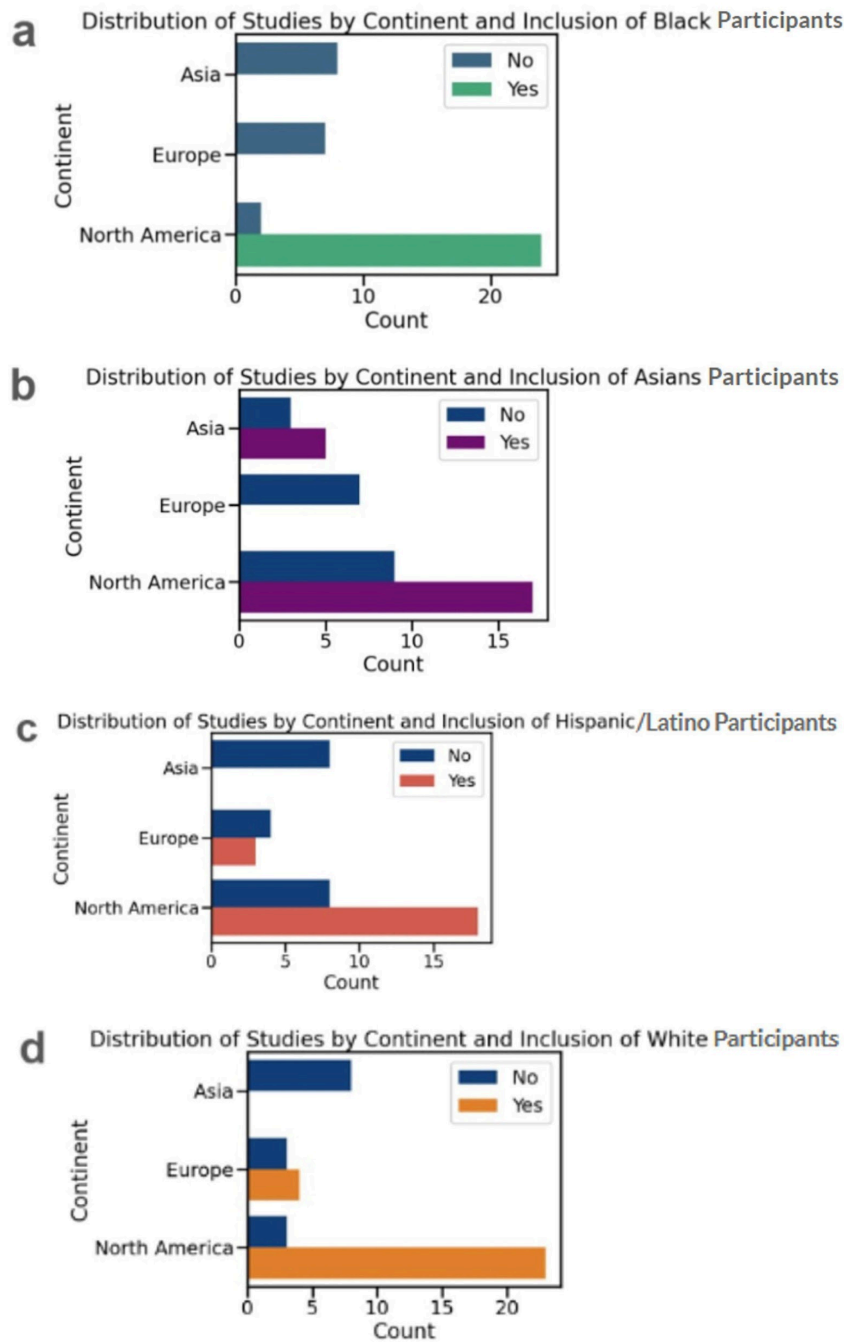 a
Distribution of Studies by Continent and Inclusion of Black Participants
No
Yes
Asia
Europe
North America
Continent
0 10 20
Count
b
Distribution of Studies by Continent and Inclusion of Asians Participants
No
Yes
Asia
Europe
North America
Continent
0 5 10 15
Count
c
Distribution of Studies by Continent and Inclusion of Hispanic/Latino Participants
No
Yes
Asia
Europe
North America
Continent
0 5 10 15
Count
d
Distribution of Studies by Continent and Inclusion of White Participants
No
Yes
Asia
Europe
North America
Continent
0 5 10 15 20
Count